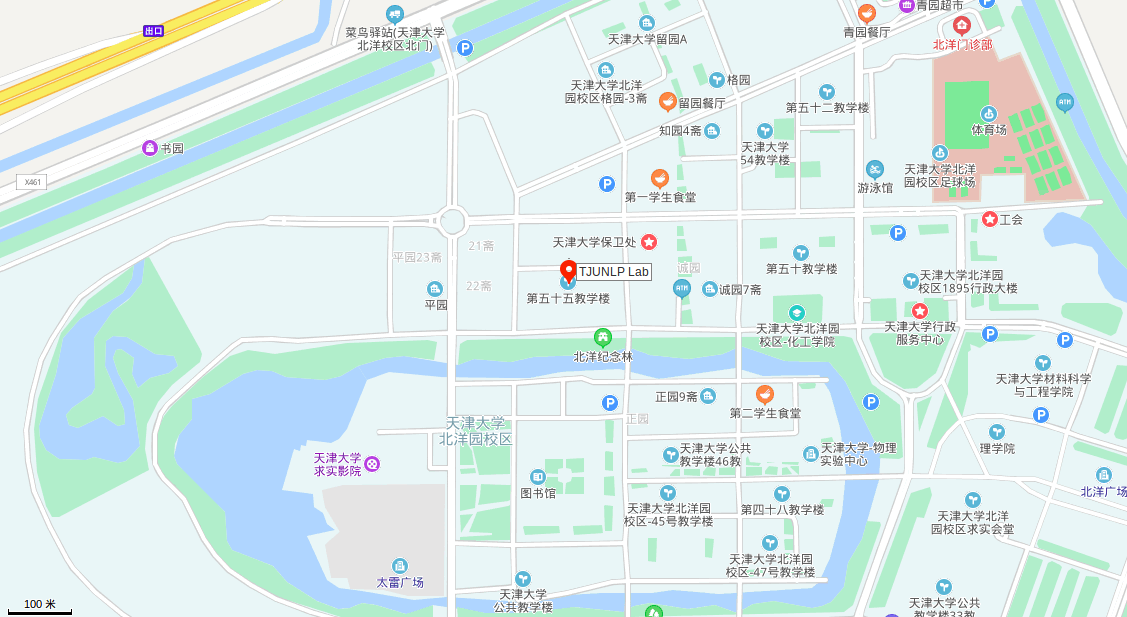 出口
菜鸟驿站(天津大学
北洋校区北门)
P
天津大学留园A
青园餐厅
青园超市
P
北洋门诊部
天津大学北洋
园校区格园-3斋
格园
留园餐厅
第五十二教学楼
ATM
知园4斋
天津大学
54教学楼
体育场
书园
X461
P
第一学生食堂
游泳馆
天津大学北洋
园校区足球场
工会
P
21斋
平园23斋
22斋
天津大学保卫处
诚园
第五十教学楼
TJUNLP Lab
平园
第五十五教学楼
ATM
诚园7斋
天津大学北洋园
校区1895行政大楼
天津大学北洋园
校区-化工学院
天津大学行政
服务中心
P
P
北洋纪念林
天津大学材料科学
与工程学院
P
P
P
正园9斋
第二学生食堂
正园
天津大学
北洋园校区
理学院
天津大学
求实影院
天津大学公共
教学楼46教
天津大学-物理
实验中心
图书馆
北洋广场
天津大学北洋园
校区-45号教学楼
第四十八教学楼
天津大学北洋
园校区求实会堂
天津大学北洋园
校区-47号教学楼
太雷广场
天津大学
公共教学楼
天津大学公共
教学楼33教
100 米